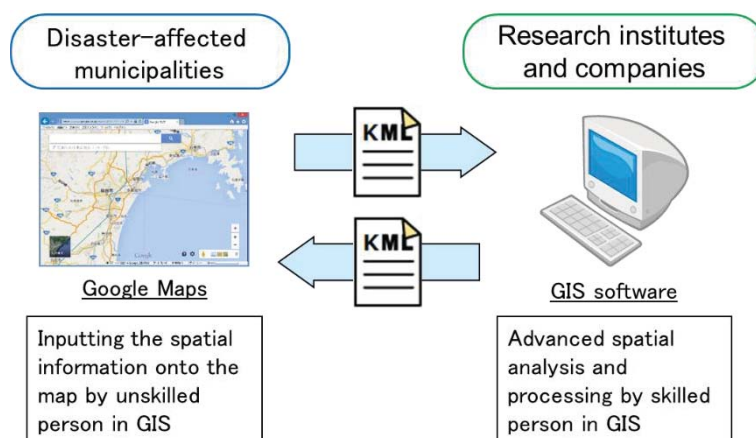 Disaster-affected
municipalities
Research institutes
and companies
KML
KML
Google
Google Maps
GIS software
Inputting the spatial
information onto the
map by unskilled
person in GIS
Advanced spatial
analysis and
processing by skilled
person in GIS